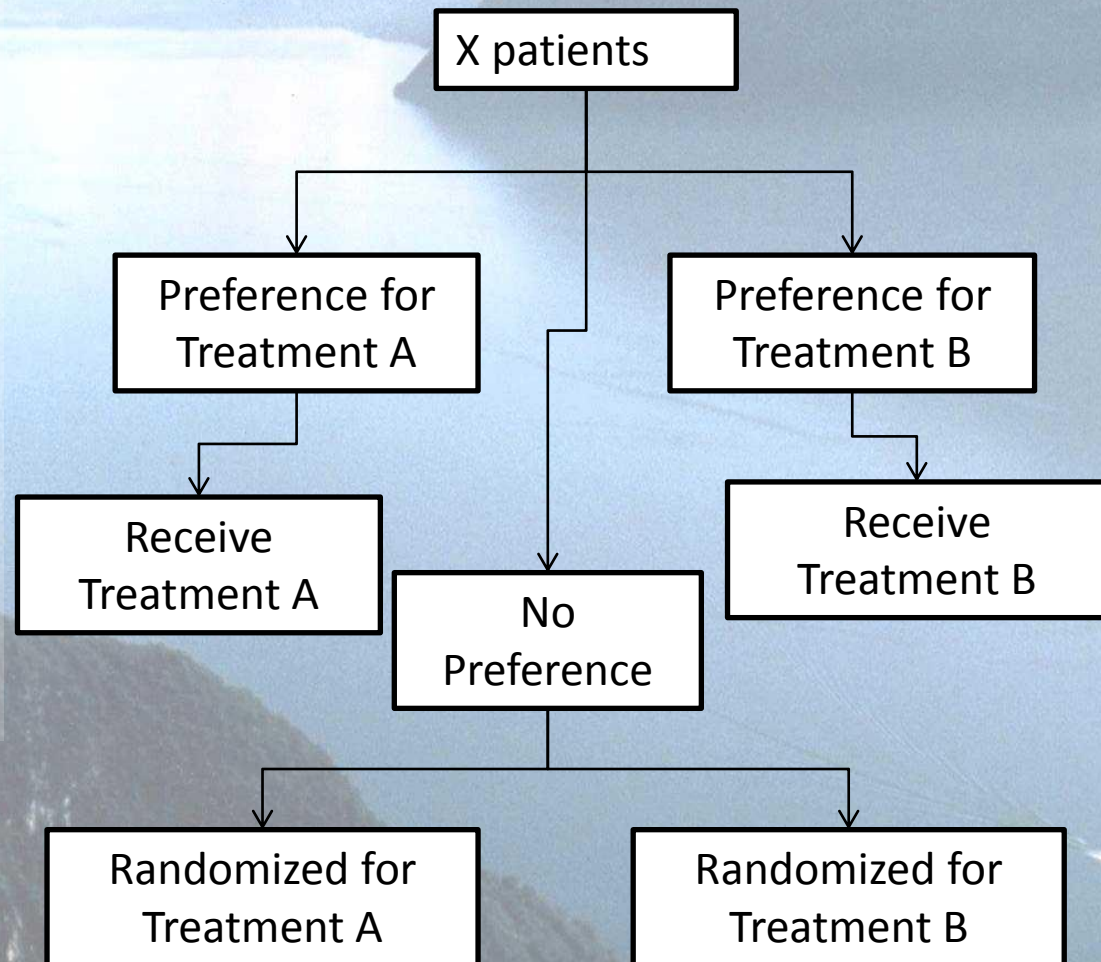 X patients
Preference for
Treatment A
Preference for
Treatment B
Receive
Treatment A
Receive
Treatment B
No
Preference
Randomized for
Treatment A
Randomized for
Treatment B